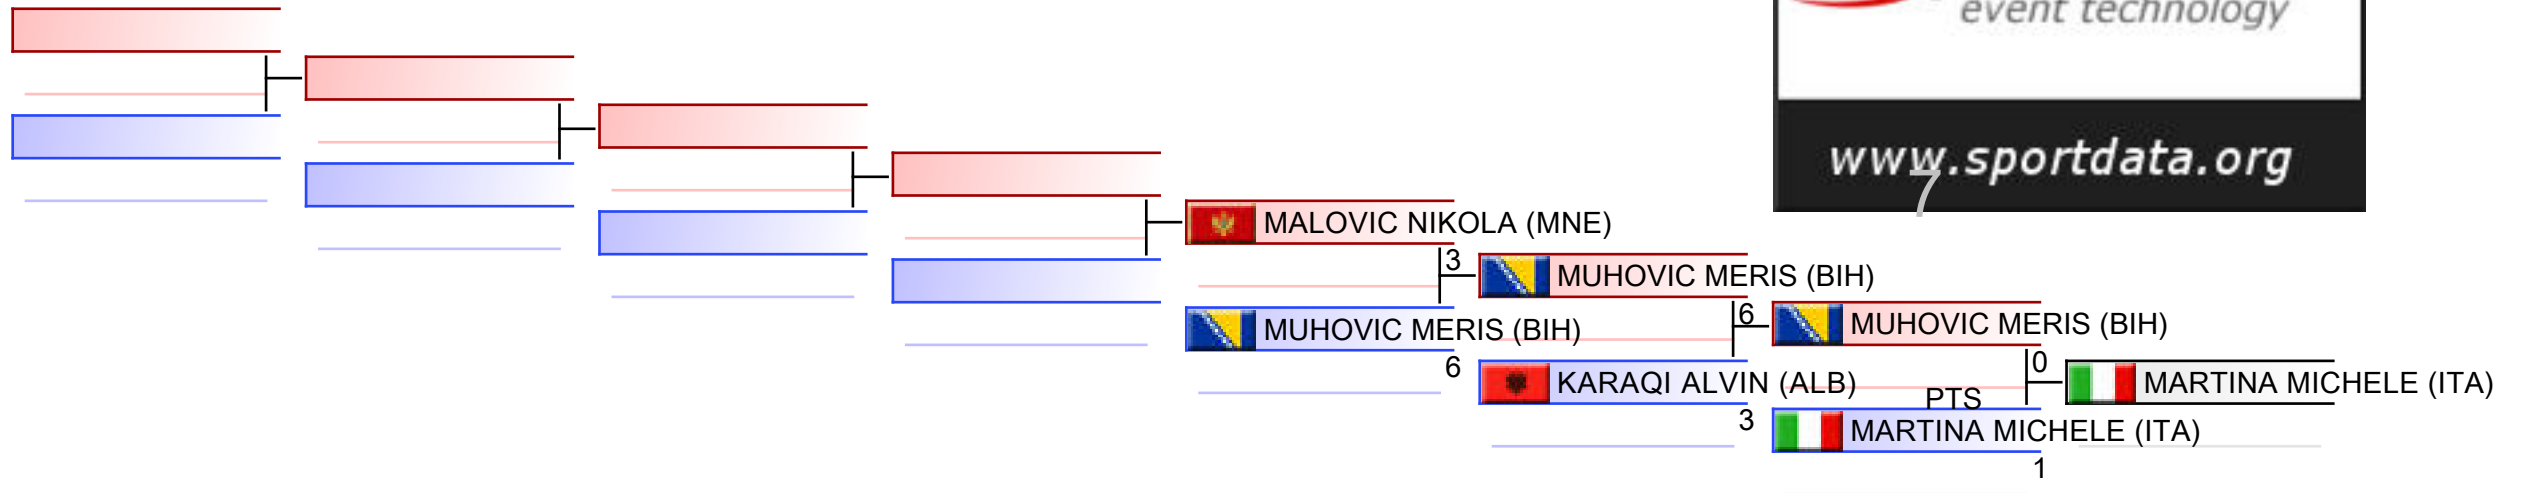 event technology
www.sportdata.org
7
MALOVIC NIKOLA (MNE)
3
MUHOVIC MERIS (BIH)
6
MUHOVIC MERIS (BIH)
6
MUHOVIC MERIS (BIH)
0
KARAQI ALVIN (ALB)
3
PTS
MARTINA MICHELE (ITA)
MARTINA MICHELE (ITA)
1